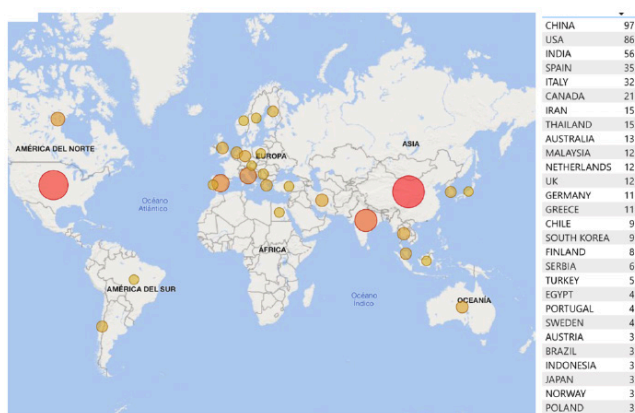 AMÉRICA DEL NORTE
EUROPA
ASIA
Océano
Atlántico
ÁFRICA
AMÉRICA DEL SUR
Océano
Índico
OCEANÍA
CHINA 97
USA 86
INDIA 56
SPAIN 35
ITALY 32
CANADA 21
IRAN 15
THAILAND 15
AUSTRALIA 13
MALAYSIA 12
NETHERLANDS 12
UK 12
GERMANY 11
GREECE 11
CHILE 9
SOUTH KOREA 9
FINLAND 8
SERBIA 6
TURKEY 5
EGYPT 4
PORTUGAL 4
SWEDEN 4
AUSTRIA 3
BRAZIL 3
INDONESIA 3
JAPAN 3
NORWAY 3
POLAND 3